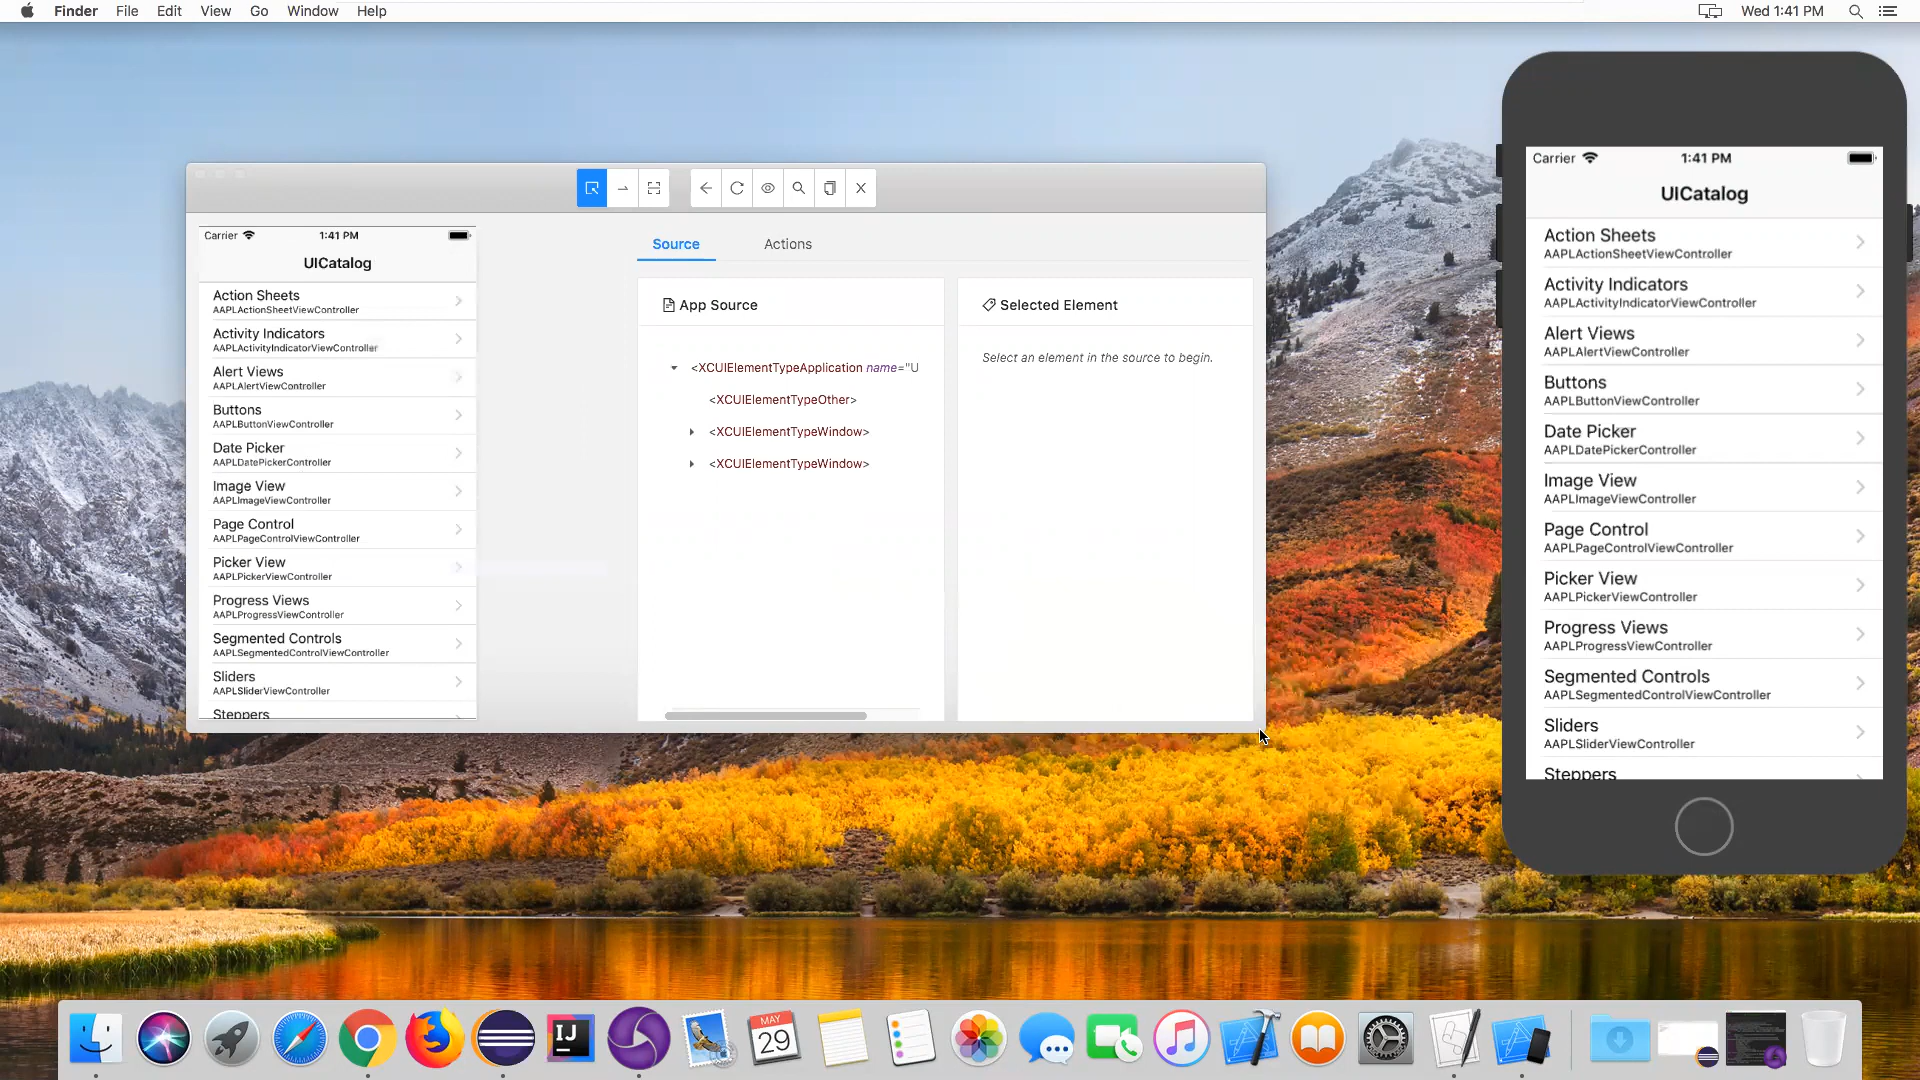 Finder File Edit View Go Window Help
Wed 1:41 PM
Carrier
1:41 PM
UICatalog
Action Sheets
AAPLActionSheetViewController
Activity Indicators
AAPLActivityIndicatorViewController
Alert Views
AAPLAlertViewController
Buttons
AAPLButtonViewController
Date Picker
AAPLDatePickerController
Image View
AAPLImageViewController
Page Control
AAPLPageControlViewController
Picker View
AAPLPickerViewController
Progress Views
AAPLProgressViewController
Segmented Controls
AAPLSegmentedControlViewController
Sliders
AAPLSliderViewController
Steppers
Source
Actions
App Source
<XCUIElementTypeApplication name="U
<XCUIElementTypeOther>
<XCUIElementTypeWindow>
<XCUIElementTypeWindow>
Selected Element
Select an element in the source to begin.
Carrier
1:41 PM
UICatalog
Action Sheets
AAPLActionSheetViewController
Activity Indicators
AAPLActivityIndicatorViewController
Alert Views
AAPLAlertViewController
Buttons
AAPLButtonViewController
Date Picker
AAPLDatePickerController
Image View
AAPLImageViewController
Page Control
AAPLPageControlViewController
Picker View
AAPLPickerViewController
Progress Views
AAPLProgressViewController
Segmented Controls
AAPLSegmentedControlViewController
Sliders
AAPLSliderViewController
Steppers
IJ
MAY
29